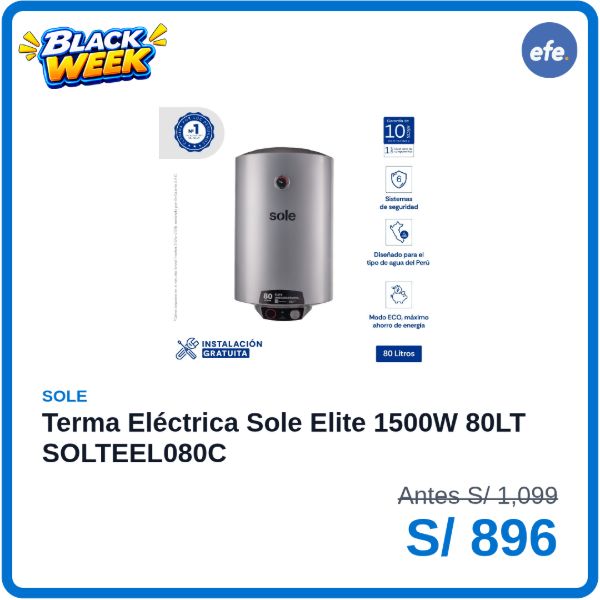 BLACK
WEEK
efe.
N°1
Garantía de
10
AÑOS
sole
6
Sistemas
de seguridad
Diseñado para el
tipo de agua del Perú
80
Modo ECO, máximo
ahorro de energía
INSTALACIÓN
GRATUITA
80 Litros
SOLE
Terma Eléctrica Sole Elite 1500W 80LT
SOLTEEL080C
Antes S/ 1,099
S/ 896